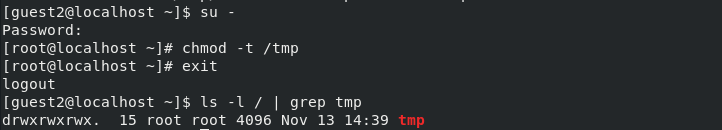 [guest2@localhost ~]$ su -
Password:
[root@localhost ~]# chmod -t /tmp
[root@localhost ~]# exit
logout
[guest2@localhost ~]$ ls -l / | grep tmp
drwxrwxrwx.  15 root root 4096 Nov 13 14:39 tmp